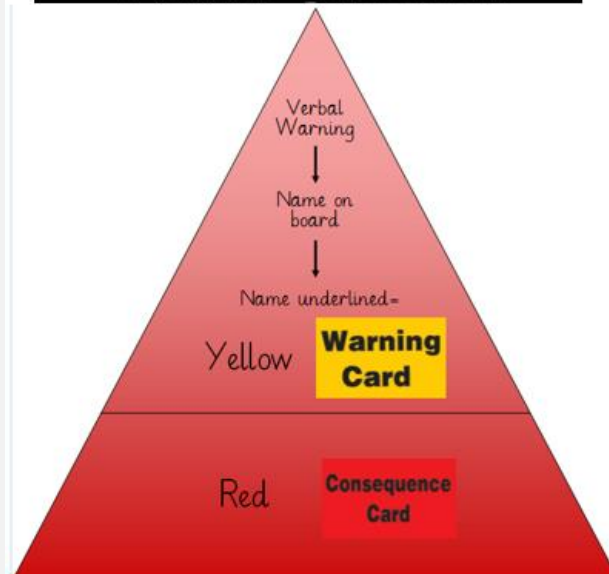 Verbal
Warning
Name on
board
Name underlined=
Yellow
Warning
Card
Red
Consequence
Card